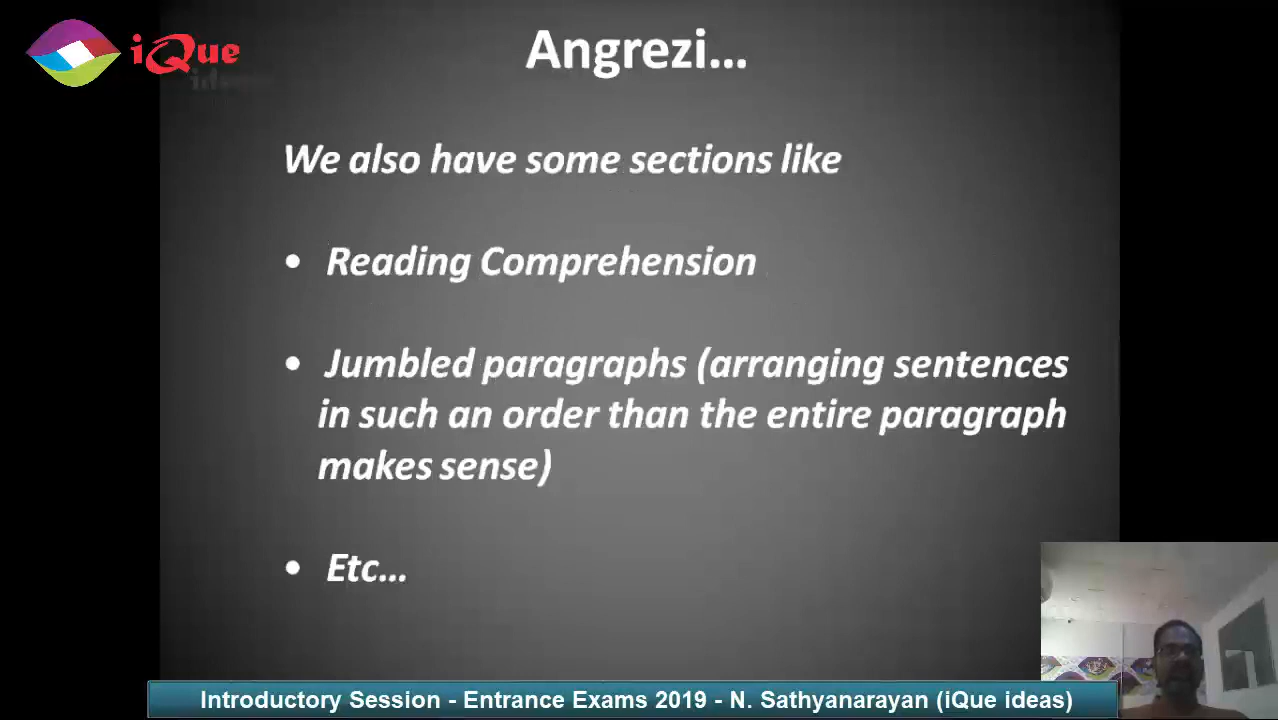 iQue
ideas
Angrezi...
We also have some sections like
• Reading Comprehension
• Jumbled paragraphs (arranging sentences
in such an order than the entire paragraph
makes sense)
• Etc...
Introductory Session - Entrance Exams 2019 - N. Sathyanarayan (iQue ideas)